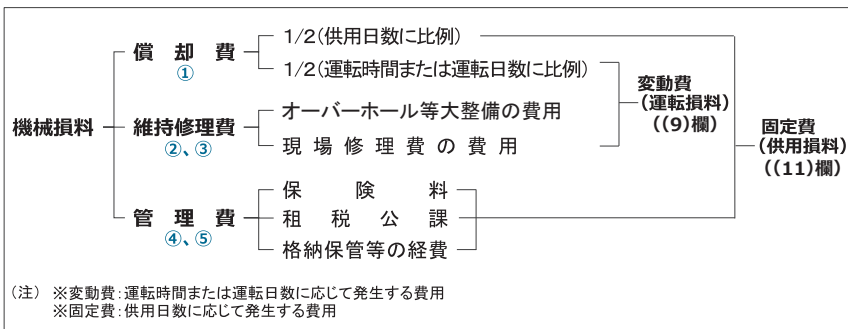 1/2(供用日数に比例)
償却費
①
1/2(運転時間または運転日数に比例)
変動費
(運転損料)
((9)欄)
オーバーホール等大整備の費用
機械損料
維持修理費
②、③
現場修理費の費用
固定費
(供用損料)
((11)欄)
保険料
管理費
④、⑤
租税公課
格納保管等の経費
(注) ※変動費:運転時間または運転日数に応じて発生する費用
※固定費:供用日数に応じて発生する費用